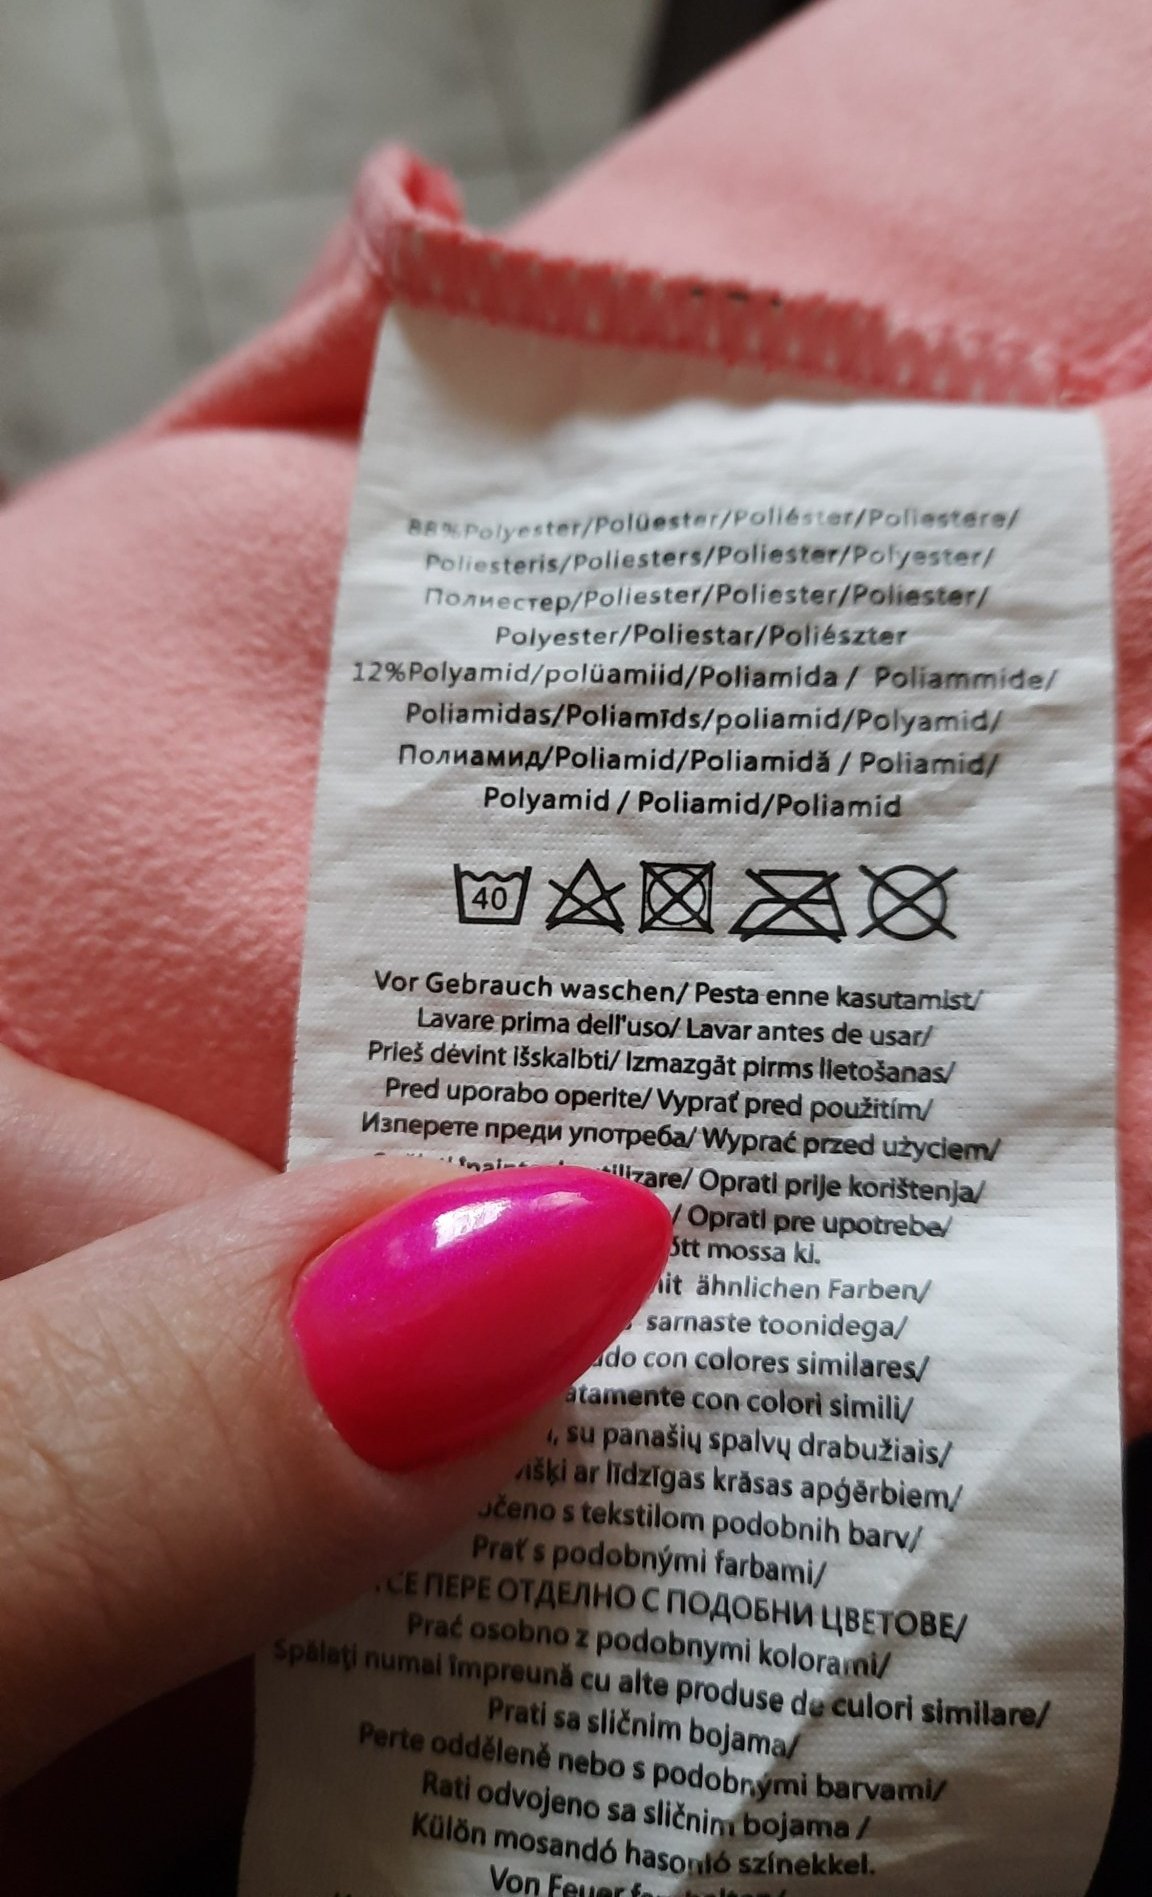 88%Polyester/Polüester/Poliéster/Poliestere/
Poliesteris/Poliesters/Poliester/Polyester/
Полиестер/Poliester/Poliester/Poliester/
Polyester/Poliestar/Poliészter
12%Polyamid/polüamiid/Poliamida / Poliammide/
Poliamidas/Poliamīds/poliamid/Polyamid/
Полиамид/Poliamid/Poliamidă / Poliamid/
Polyamid / Poliamid/Poliamid
40
Vor Gebrauch waschen/ Pesta enne kasutamist/
Lavare prima dell'uso/ Lavar antes de usar/
Prieš dėvint išskalbti/ Izmazgāt pirms lietošanas/
Pred uporabo operite/ Vyprať pred použitím/
Изперете преди употреба/ Wyprać przed użyciem/
Oprati prije korištenja/
/ Oprati pre upotrebe/
mossa ki.
ähnlichen Farben/
sarnaste toonidega/
con colores similares/
con colori simili/
su panašių spalvų drabužiais/
ar līdzīgas krāsas apģērbiem/
s tekstilom podobnih barv/
Prať s podobnými farbami/
СЕ ПЕРЕ ОТДЕЛНО С ПОДОБНИ ЦВЕТОВЕ/
Prać osobno z podobnymi kolorami/
Spălaţi numai împreună cu alte produse de culori similare/
Prati sa sličnim bojama/
Perte odděleně nebo s podobnými barvami/
Rati odvojeno sa sličnim bojama /
Külön mosandó hasonló színekkel.
Von Feuer